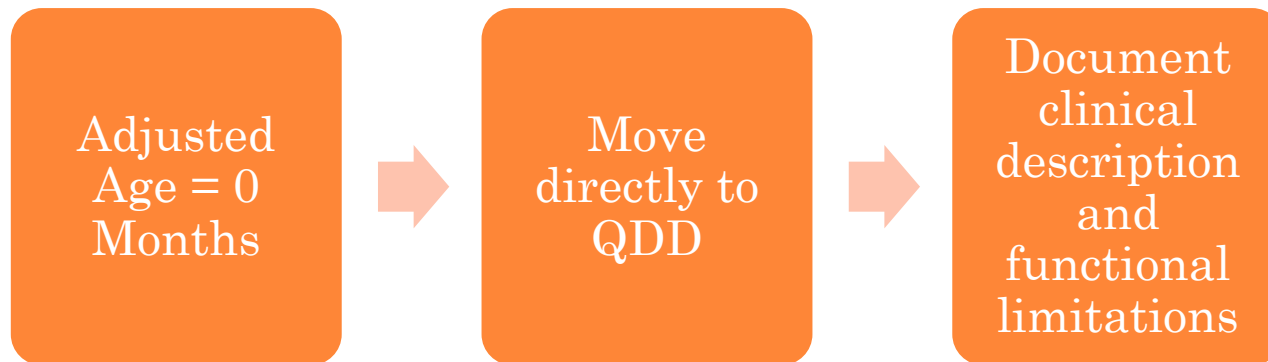 Adjusted
Age = 0
Months
Move
directly to
QDD
Document
clinical
description
and
functional
limitations